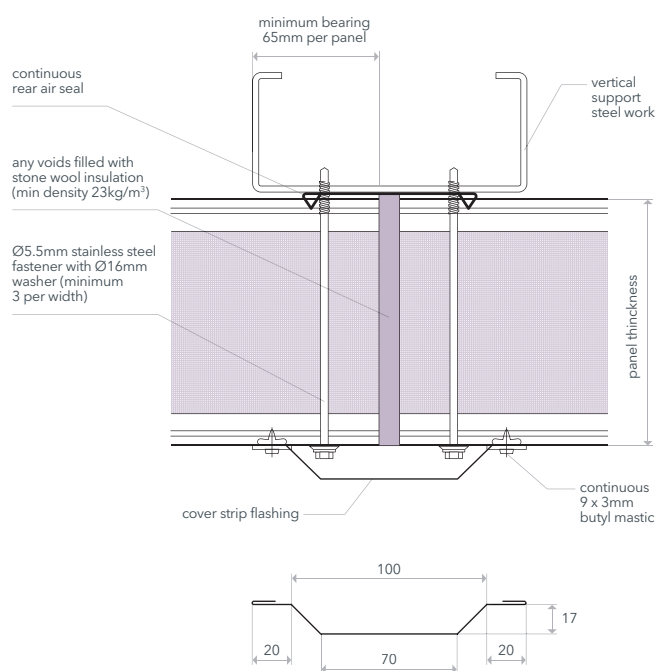 minimum bearing
65mm per panel
continuous
rear air seal
vertical
support
steel work
any voids filled with
stone wool insulation
(min density 23kg/m³)
Ø5.5mm stainless steel
fastener with Ø16mm
washer (minimum
3 per width)
panel thinckness
cover strip flashing
continuous
9 x 3mm
butyl mastic
100
17
20
70
20